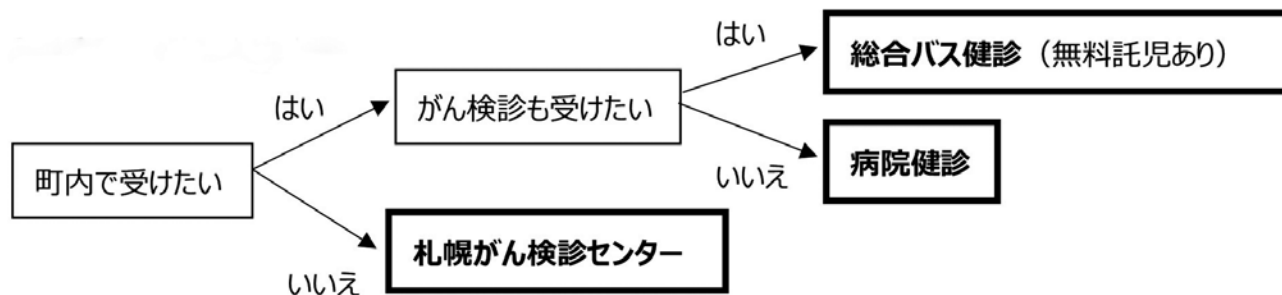 町内で受けたい
はい
いいえ
がん検診も受けたい
札幌がん検診センター
はい
いいえ
総合バス健診（無料託児あり）
病院健診